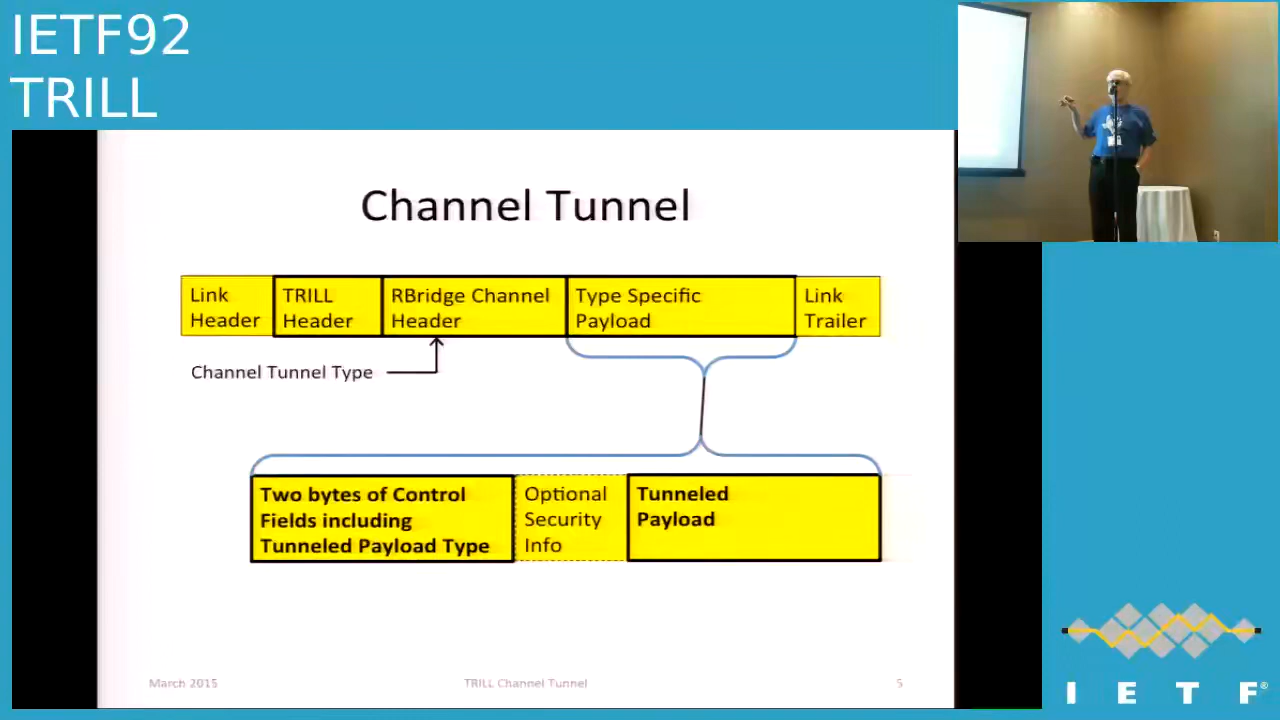 IETF92
TRILL
Channel Tunnel
Link
Header
TRILL
Header
RBridge Channel
Header
Type Specific
Payload
Link
Trailer
Channel Tunnel Type
Two bytes of Control
Fields including
Tunneled Payload Type
Optional
Security
Info
Tunneled
Payload
March 2015
TRILL Channel Tunnel
5
I E T F®